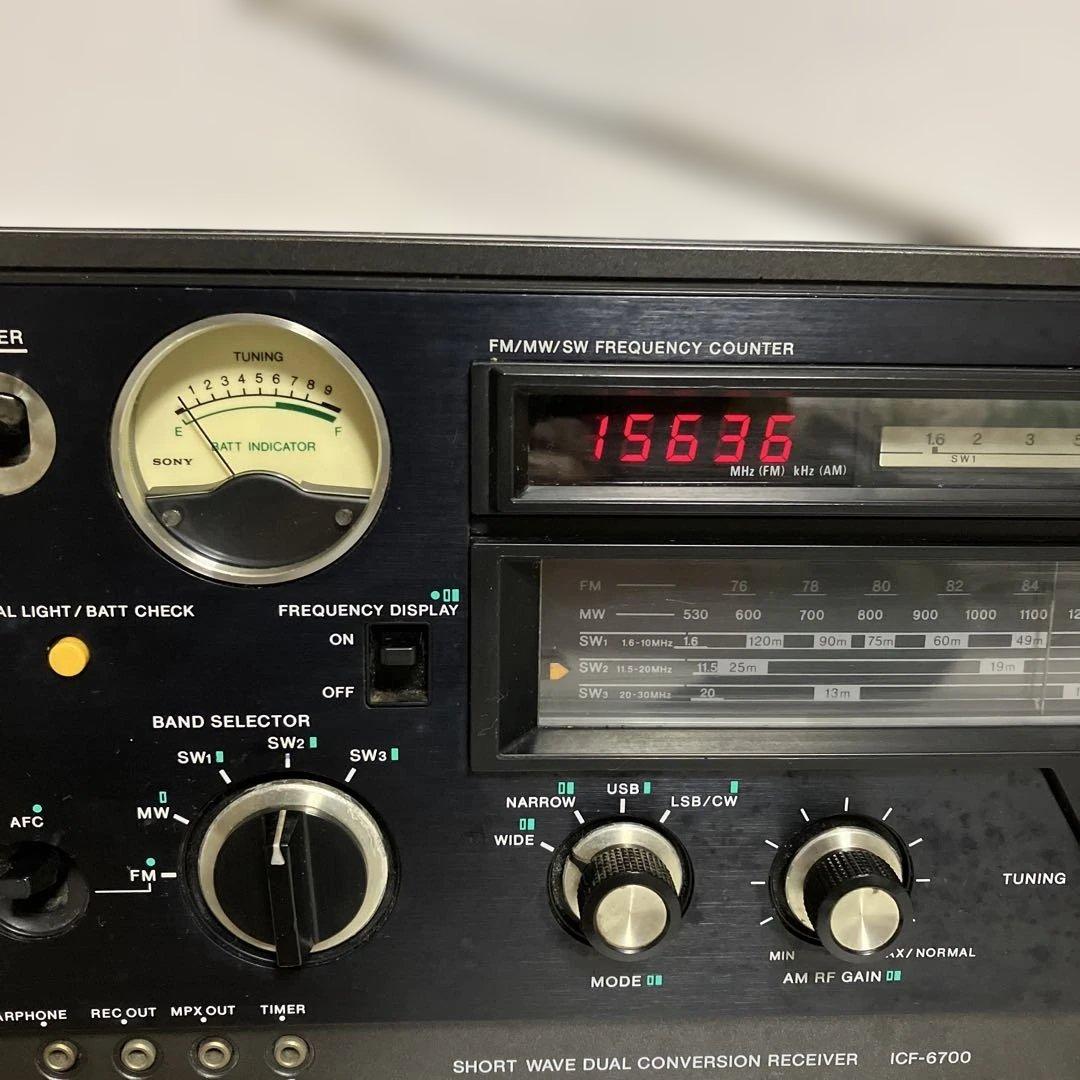 ER
TUNING
1 2 3 4 5 6 7 8 9
E F
BATT INDICATOR
SONY
FM/MW/SW FREQUENCY COUNTER
15636
MHz (FM) kHz (AM)
1.6 2 3 5
SW1
AL LIGHT / BATT CHECK
FREQUENCY DISPLAY
ON
OFF
FM 76 78 80 82 84
MW 530 600 700 800 900 1000 1100 12
SW1 1.6-10MHz 1.6 120m 90m 75m 60m 49m
SW2 11.5-20MHz 11.5 25m 19m
SW3 20-30MHz 20 13m
BAND SELECTOR
SW1
SW2
SW3
MW
FM
AFC
WIDE
NARROW
USB
LSB/CW
MODE
MIN
AX/NORMAL
AM RF GAIN
TUNING
ARPHONE
REC OUT
MPX OUT
TIMER
SHORT WAVE DUAL CONVERSION RECEIVER ICF-6700